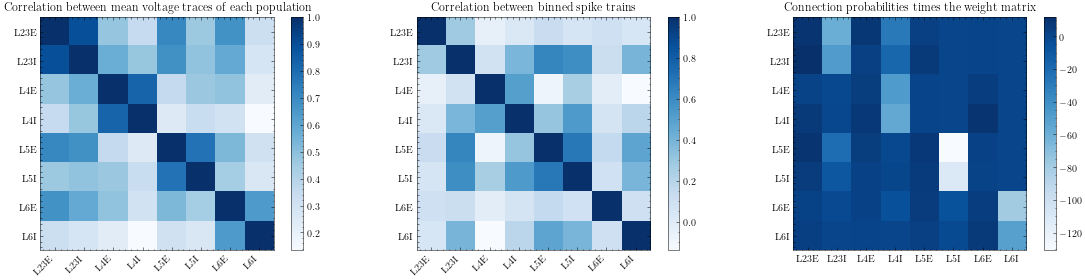 Correlation between mean voltage traces of each population
L23E
L23I
L4E
L4I
L5E
L5I
L6E
L6I
L23E L23I L4E L4I L5E L5I L6E L6I
1.0
0.9
0.8
0.7
0.6
0.5
0.4
0.3
0.2
Correlation between binned spike trains
L23E
L23I
L4E
L4I
L5E
L5I
L6E
L6I
L23E L23I L4E L4I L5E L5I L6E L6I
1.0
0.8
0.6
0.4
0.2
0.0
Connection probabilities times the weight matrix
L23E
L23I
L4E
L4I
L5E
L5I
L6E
L6I
L23E L23I L4E L4I L5E L5I L6E L6I
0
−20
−40
−60
−80
−100
−120